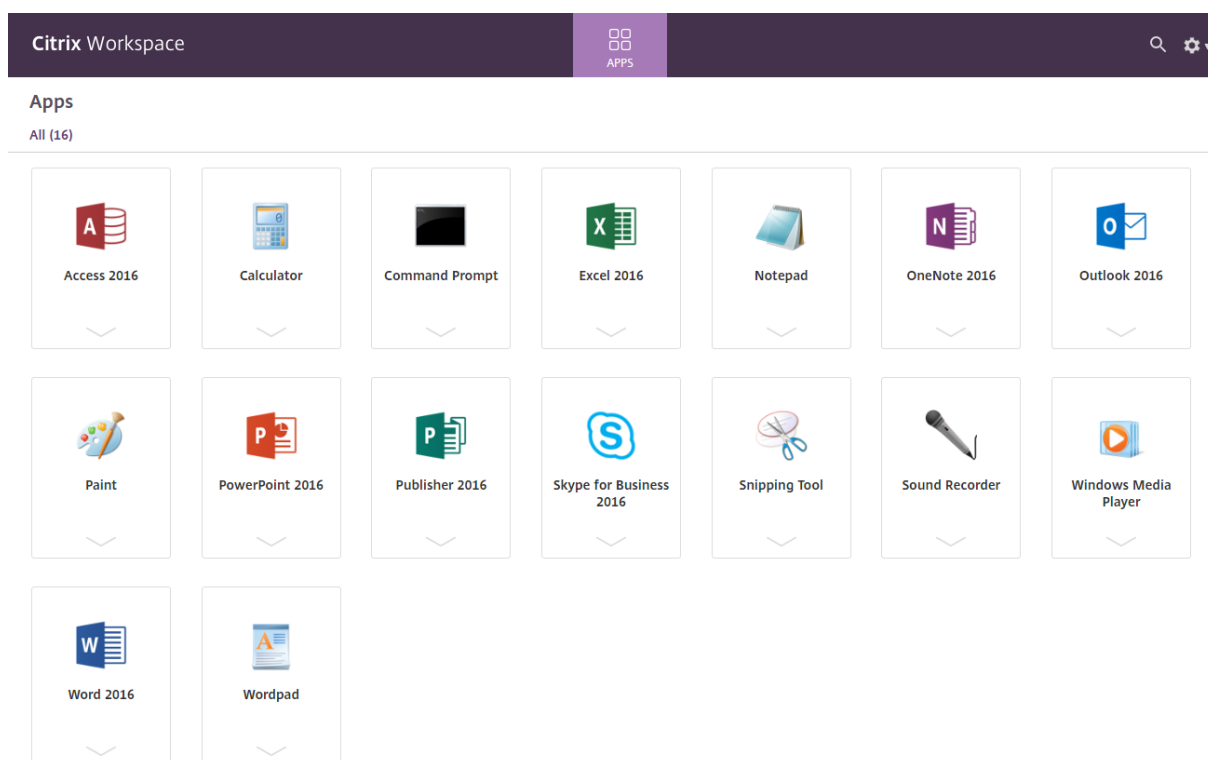 Citrix Workspace
APPS
Apps
All (16)
Access 2016
Calculator
Command Prompt
Excel 2016
Notepad
OneNote 2016
Outlook 2016
Paint
PowerPoint 2016
Publisher 2016
Skype for Business
2016
Snipping Tool
Sound Recorder
Windows Media
Player
Word 2016
Wordpad